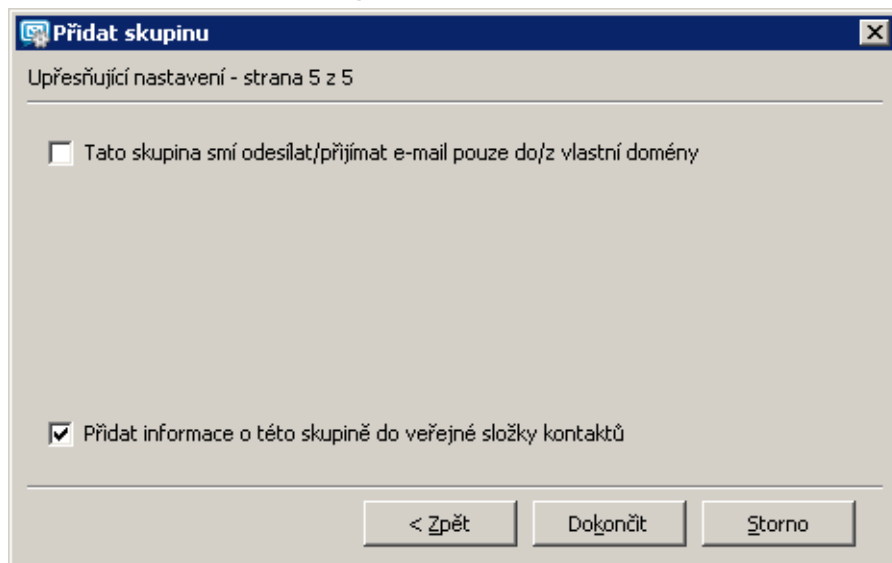 Přidat skupinu
Upřesňující nastavení - strana 5 z 5
Tato skupina smí odesílat/přijímat e-mail pouze do/z vlastní domény
Přidat informace o této skupině do veřejné složky kontaktů
< Zpět Dokončit Storno